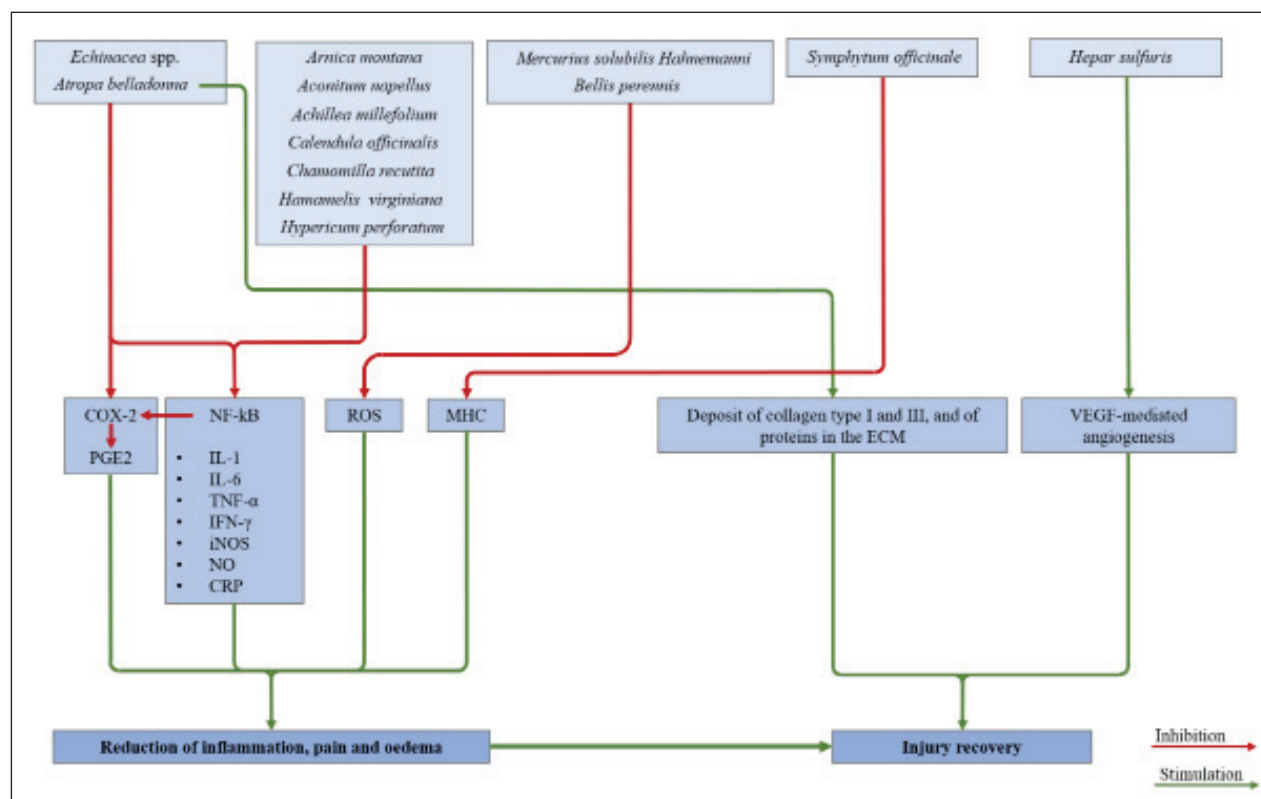 Echinacea spp.
Atropa belladonna
Arnica montana
Aconitum napellus
Achillea millefolium
Calendula officinalis
Chamomilla recutita
Hamamelis virginiana
Hypericum perforatum
Mercurius solubilis Hahnemanni
Bellis perennis
Symphytum officinale
Hepar sulfuris
COX-2
PGE2
NF-kB
• IL-1
• IL-6
• TNF-α
• IFN-γ
• iNOS
• NO
• CRP
ROS
MHC
Deposit of collagen type I and III, and of
proteins in the ECM
VEGF-mediated
angiogenesis
Reduction of inflammation, pain and oedema
Injury recovery
Inhibition
Stimulation